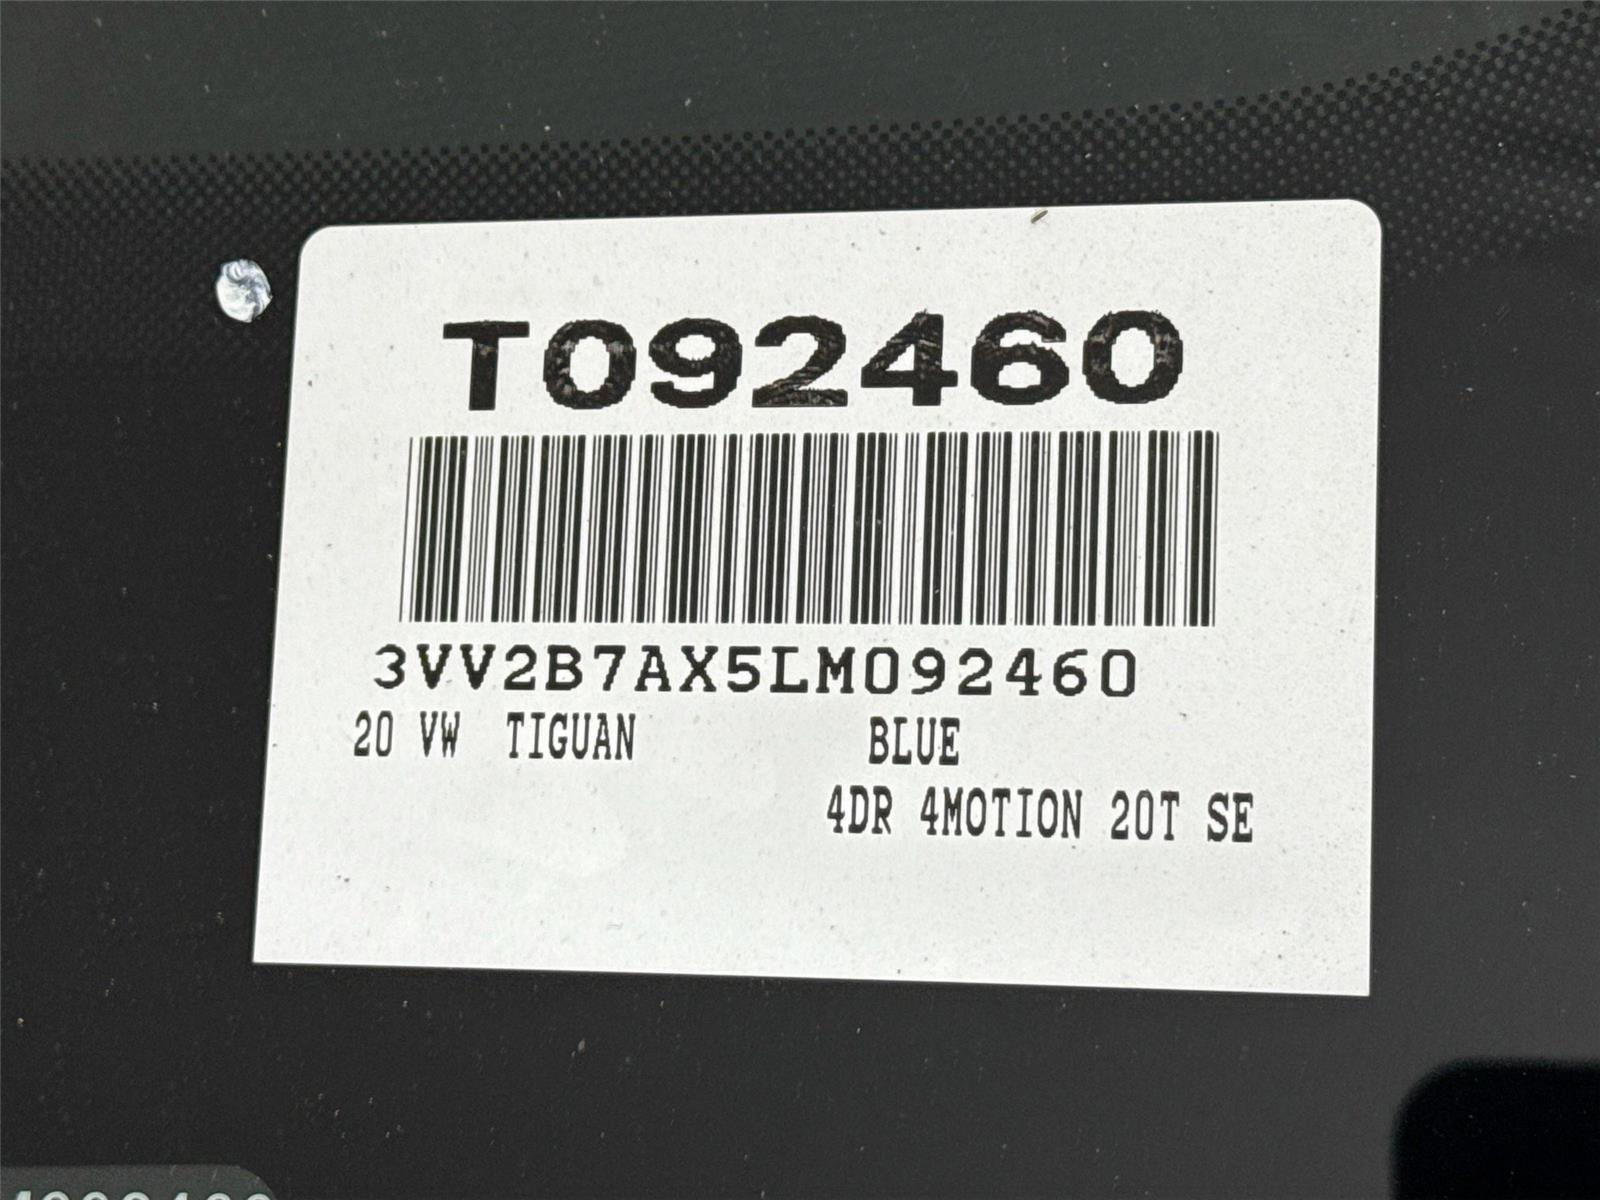 T092460
3VV2B7AX5LM092460
20 VW TIGUAN BLUE
4DR 4MOTION 20T SE